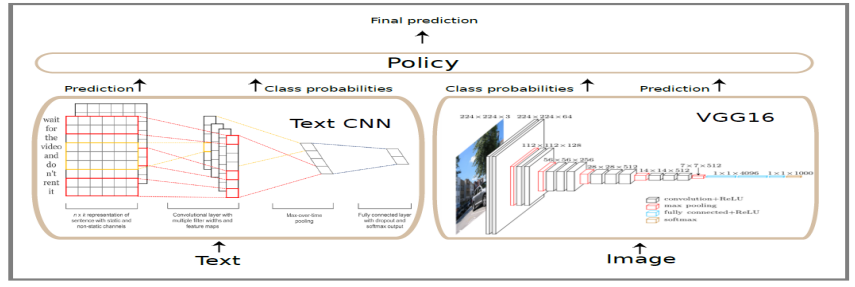 Final prediction
Policy
Prediction
Class probabilities
Class probabilities
Prediction
Text CNN
wait
for
the
video
and
do
n't
rent
it
n x k representation of
sentence with static and
non-static channels
Convolutional layer with
multiple filter widths and
feature maps
Max-over-time
pooling
Fully connected layer
with dropout and
softmax output
Text
VGG16
224×224×3
224×224×64
112×112×128
56×56×256
28×28×512
14×14×512
7×7×512
1×1×4096
1×1×1000
convolution+ReLU
max pooling
fully connected+ReLU
softmax
Image